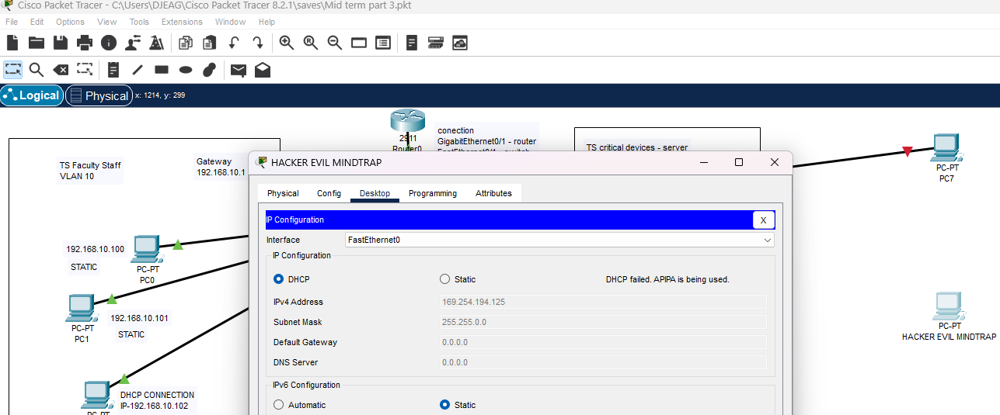 Cisco Packet Tracer - C:\Users\DJEAG\Cisco Packet Tracer 8.2.1\saves\Mid term part 3.pkt
File Edit Options View Tools Extensions Window Help
Logical Physical x: 1214, y: 299
2911
Router0
conection
GigabitEthernet0/1 - router
FastEthernet0/1 - switch
TS critical devices - server
TS Faculty Staff
VLAN 10
Gateway
192.168.10.1
PC-PT
PC7
HACKER EVIL MINDTRAP
Physical Config Desktop Programming Attributes
IP Configuration X
Interface FastEthernet0
IP Configuration
DHCP Static DHCP failed. APIPA is being used.
IPv4 Address 169.254.194.125
Subnet Mask 255.255.0.0
Default Gateway 0.0.0.0
DNS Server 0.0.0.0
IPv6 Configuration
Automatic Static
192.168.10.100
STATIC
PC-PT
PC0
192.168.10.101
STATIC
PC-PT
PC1
DHCP CONNECTION
IP-192.168.10.102
PC-PT
PC-PT
HACKER EVIL MINDTRAP